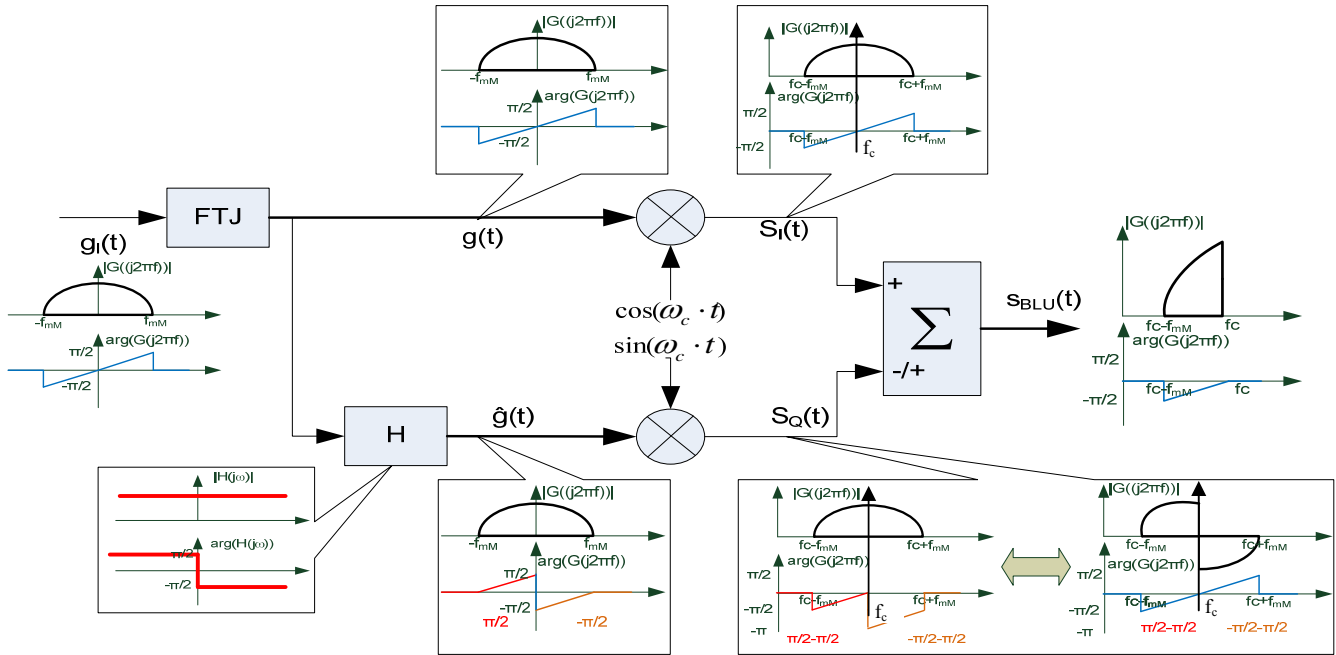 |G((j2πf))|
-f_mM
f_mM
arg(G(j2πf))
π/2
-π/2
|G((j2πf))|
fc-f_mM
fc+f_mM
arg(G(j2πf))
π/2
-π/2
fc-f_mM
fc+f_mM
f_c
FTJ
g_I(t)
g(t)
S_I(t)
|G((j2πf))|
-f_mM
f_mM
arg(G(j2πf))
π/2
-π/2
cos(ω_c · t)
sin(ω_c · t)
+
Σ
-/+
s_BLU(t)
|G((j2πf))|
fc-f_mM
fc
arg(G(j2πf))
π/2
-π/2
fc-f_mM
fc
H
ĝ(t)
S_Q(t)
|H(jω)|
arg(H(jω))
π/2
-π/2
|G((j2πf))|
-f_mM
f_mM
arg(G(j2πf))
π/2
-π/2
π/2
-π/2
|G((j2πf))|
fc-f_mM
fc+f_mM
arg(G(j2πf))
π/2
-π/2
-π
fc-f_mM
f_c
fc+f_mM
π/2-π/2
-π/2-π/2
|G((j2πf))|
fc-f_mM
fc+f_mM
arg(G(j2πf))
π/2
-π/2
-π
fc-f_mM
f_c
fc+f_mM
π/2-π/2
-π/2-π/2